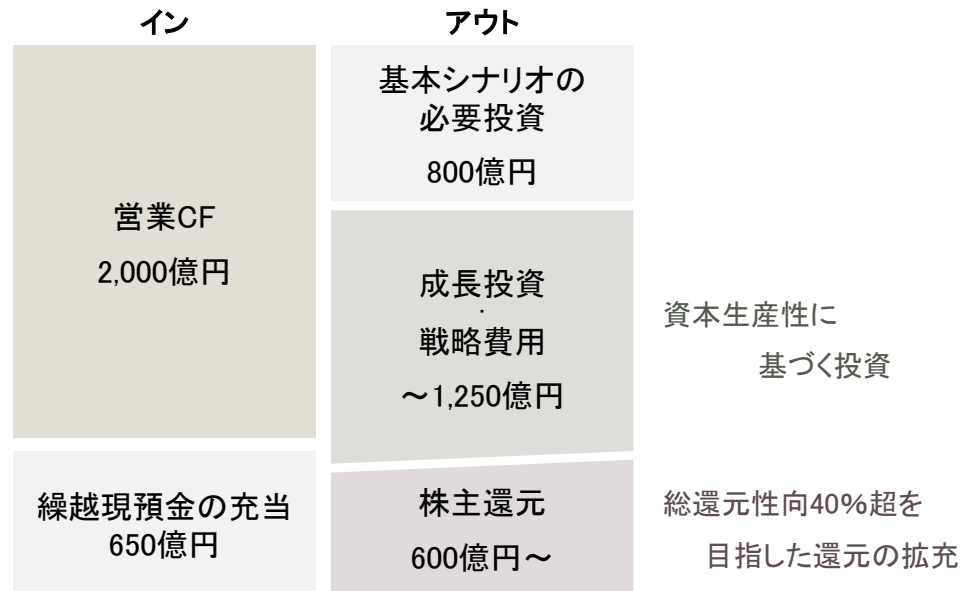 イン
アウト
営業CF
2,000億円
繰越現預金の充当
650億円
基本シナリオの
必要投資
800億円
成長投資
・
戦略費用
～1,250億円
株主還元
600億円～
資本生産性に
基づく投資
総還元性向40%超を
目指した還元の拡充